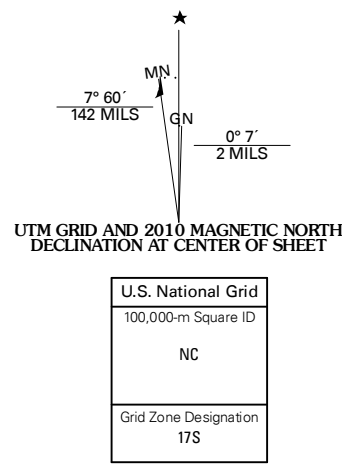 ★
MN
GN
7° 60´
142 MILS
0° 7´
2 MILS
UTM GRID AND 2010 MAGNETIC NORTH
DECLINATION AT CENTER OF SHEET
U.S. National Grid
100,000-m Square ID
NC
Grid Zone Designation
17S